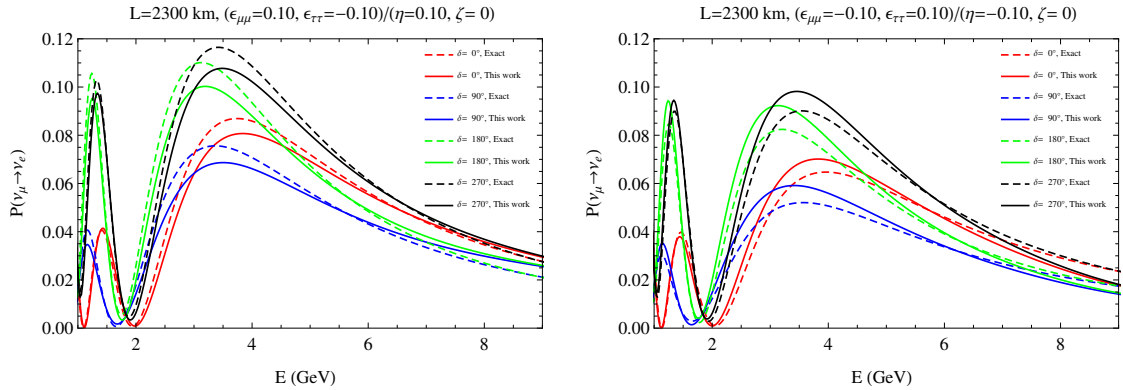 L=2300 km, (ϵμμ=0.10, ϵττ=−0.10)/(η=0.10, ζ= 0)
0.12
0.10
0.08
0.06
0.04
0.02
0.00
P(νμ→νe)
δ= 0°, Exact
δ= 0°, This work
δ= 90°, Exact
δ= 90°, This work
δ= 180°, Exact
δ= 180°, This work
δ= 270°, Exact
δ= 270°, This work
2 4 6 8
E (GeV)
L=2300 km, (ϵμμ=−0.10, ϵττ=0.10)/(η=−0.10, ζ= 0)
0.12
0.10
0.08
0.06
0.04
0.02
0.00
P(νμ→νe)
δ= 0°, Exact
δ= 0°, This work
δ= 90°, Exact
δ= 90°, This work
δ= 180°, Exact
δ= 180°, This work
δ= 270°, Exact
δ= 270°, This work
2 4 6 8
E (GeV)